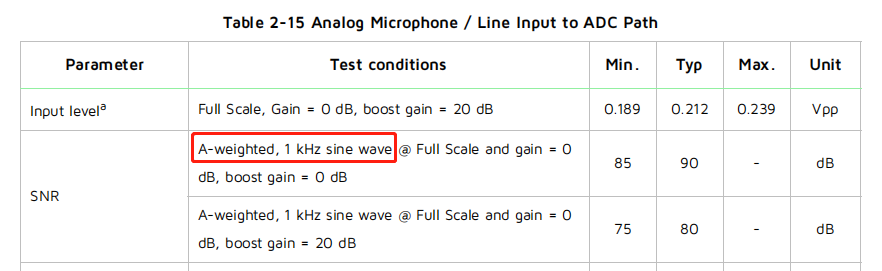 Table 2-15 Analog Microphone / Line Input to ADC Path
Parameter Test conditions Min. Typ Max. Unit
Input levelᵃ Full Scale, Gain = 0 dB, boost gain = 20 dB 0.189 0.212 0.239 Vpp
SNR
A-weighted, 1 kHz sine wave @ Full Scale and gain = 0
dB, boost gain = 0 dB
85 90 - dB
A-weighted, 1 kHz sine wave @ Full Scale and gain = 0
dB, boost gain = 20 dB
75 80 - dB